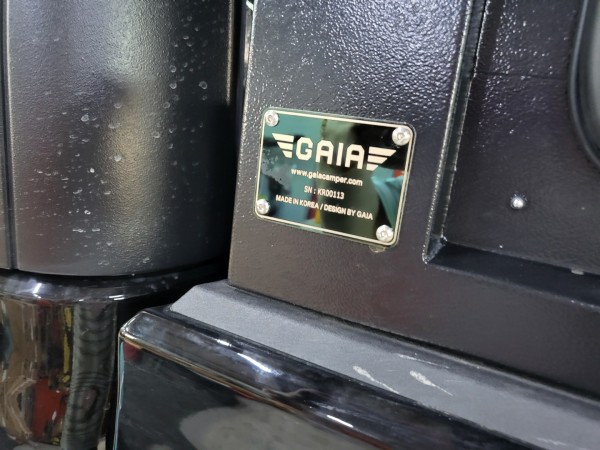 GAIA
www.gaiacamper.com
SN : KR00113
MADE IN KOREA / DESIGN BY GAIA